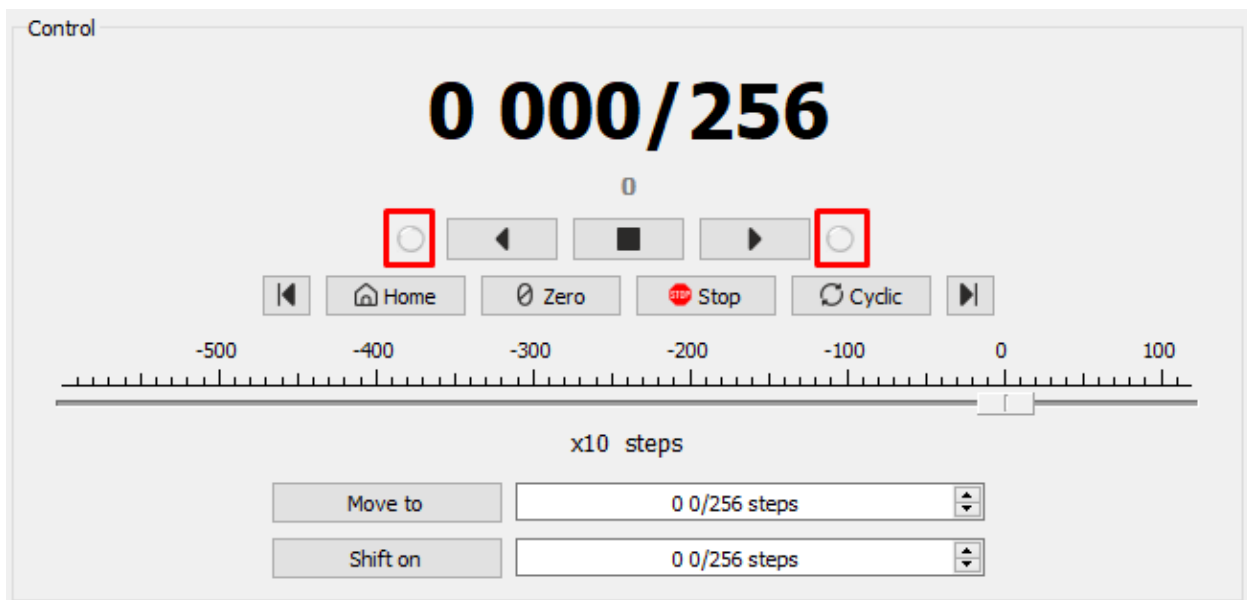 Control
0 000/256
0
Home Zero STOP Stop Cyclic
-500 -400 -300 -200 -100 0 100
x10 steps
Move to 0 0/256 steps
Shift on 0 0/256 steps